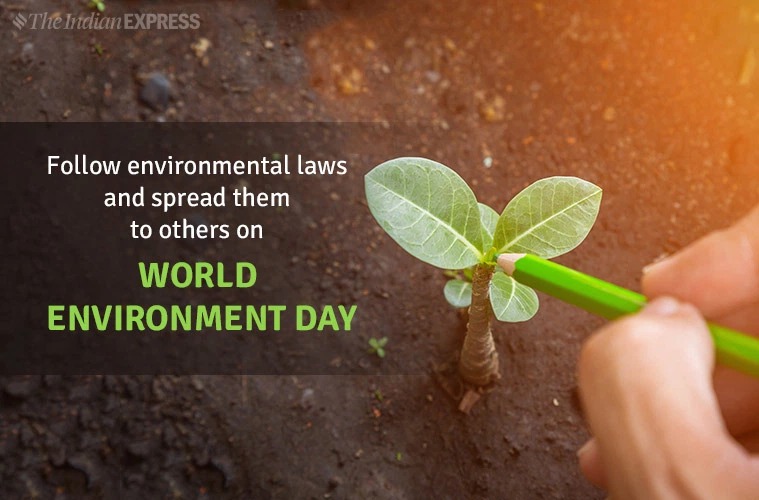 The Indian EXPRESS
Follow environmental laws
and spread them
to others on
WORLD
ENVIRONMENT DAY